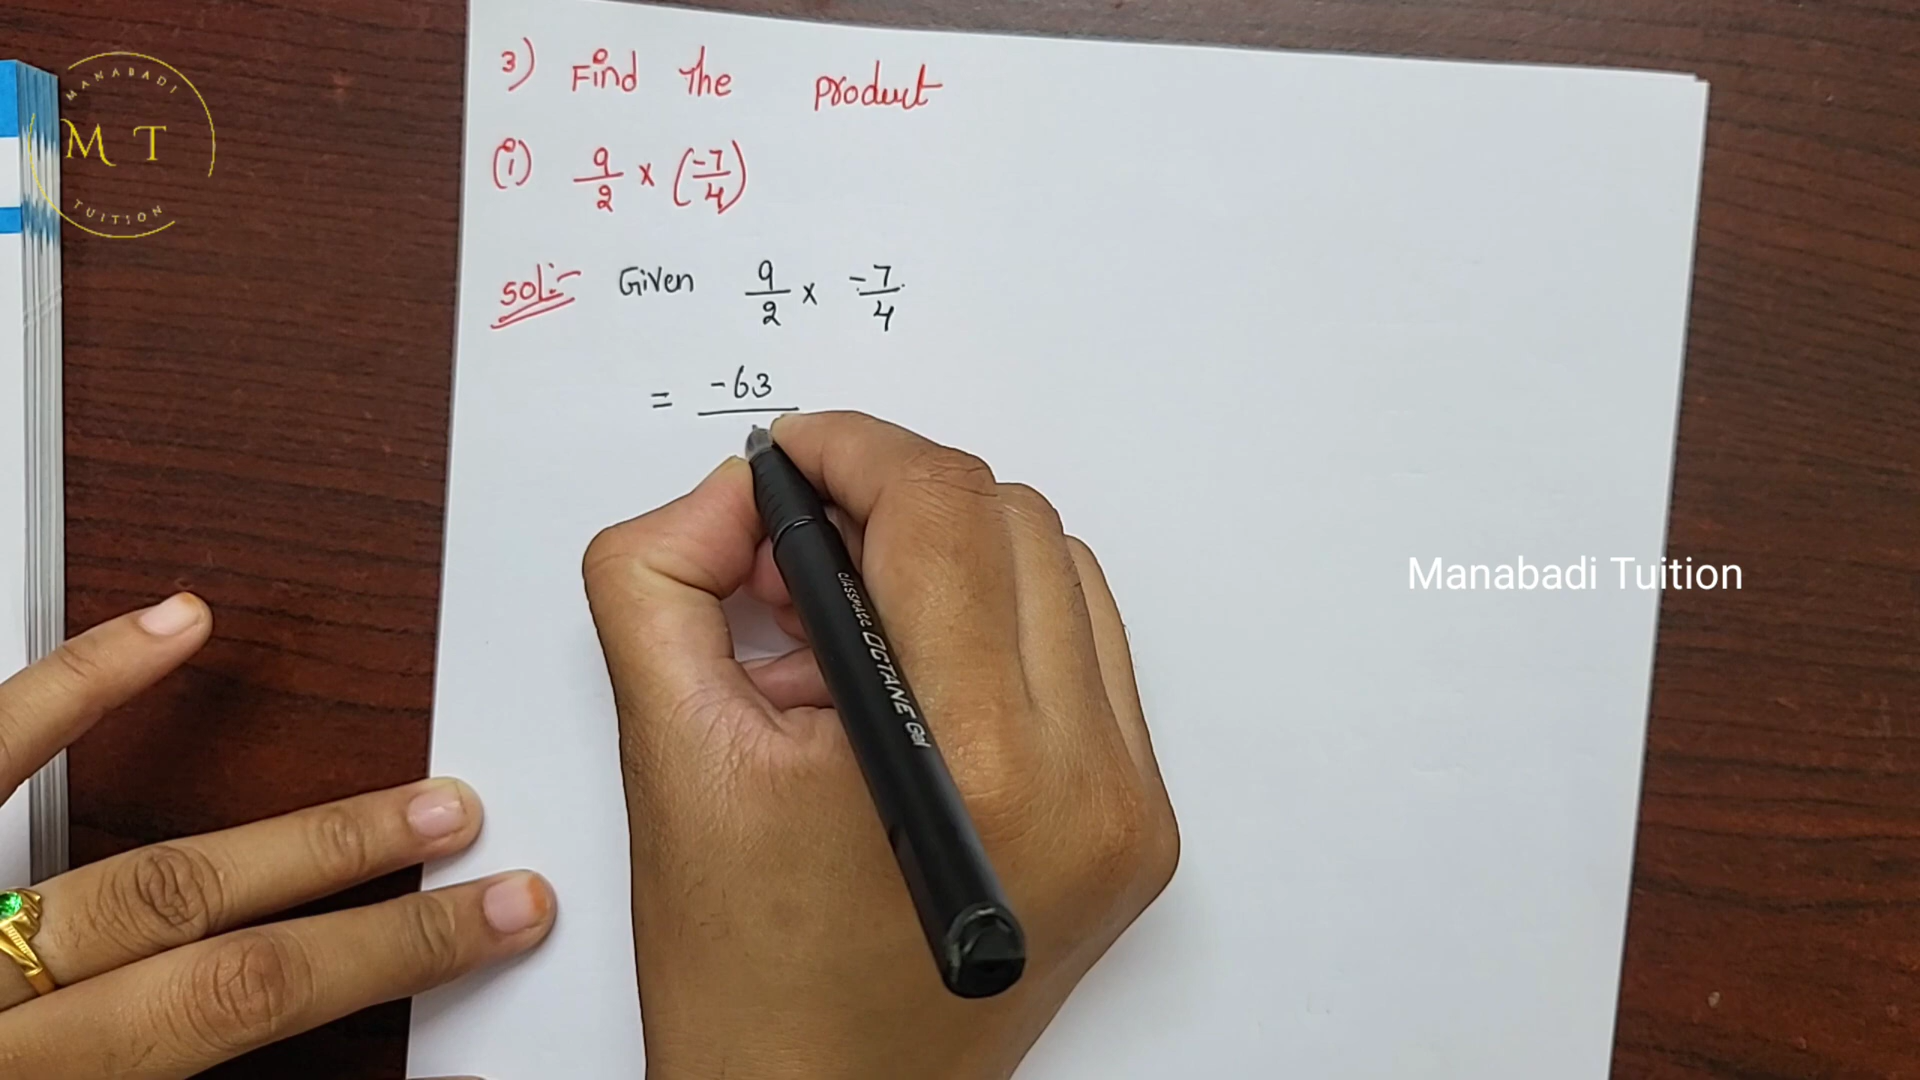 MANABADI
M T
TUITION
3) Find the product
(i) 9/2 × (-7/4)
Sol:- Given 9/2 × -7/4
= -63/
Manabadi Tuition
classmate OCTANE Gel